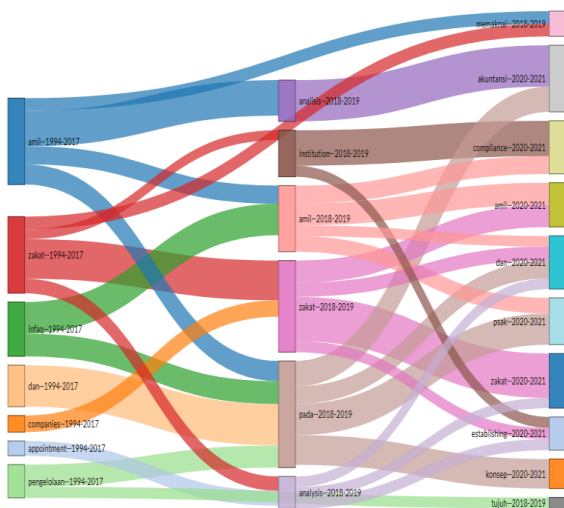 amil--1994-2017
zakat--1994-2017
infaq--1994-2017
dan--1994-2017
companies--1994-2017
appointment--1994-2017
pengelolaan--1994-2017
analisis--2018-2019
institution--2018-2019
amil--2018-2019
zakat--2018-2019
pada--2018-2019
analysis--2018-2019
memaknai--2018-2019
akuntansi--2020-2021
compliance--2020-2021
amil--2020-2021
dan--2020-2021
psak--2020-2021
zakat--2020-2021
establishing--2020-2021
konsep--2020-2021
tujuh--2018-2019